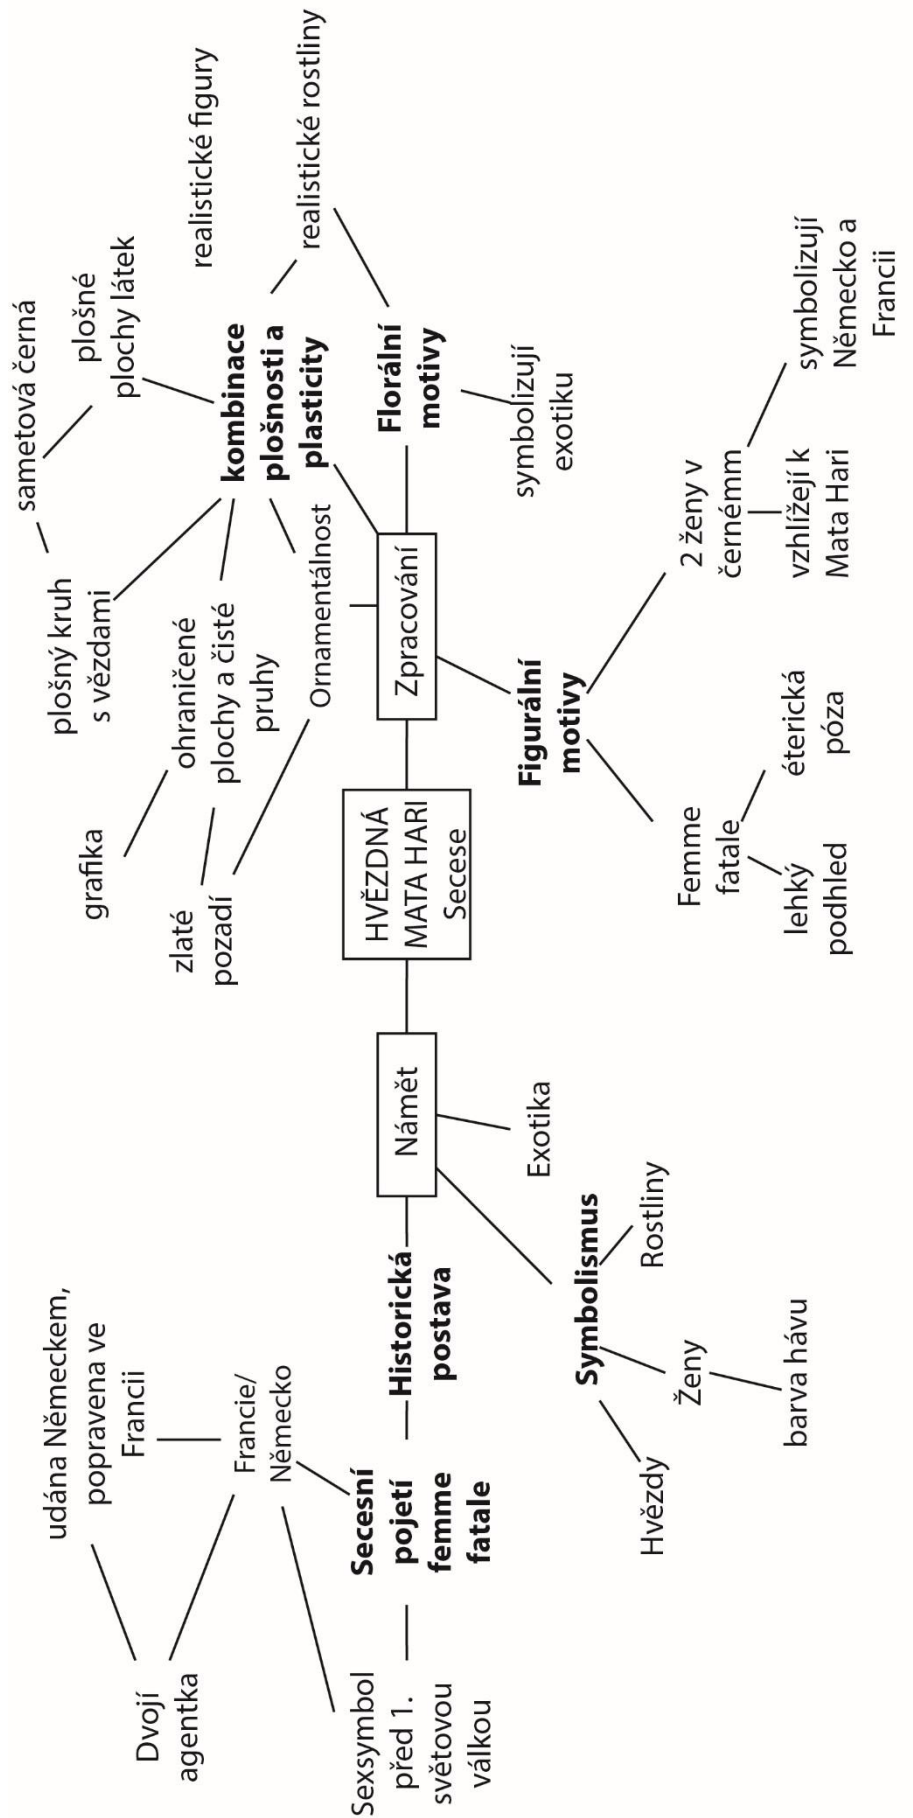 udána Německem,
popravena ve
Francii
Dvojí
agentka
Francie/
Německo
Sexsymbol
před 1.
světovou
válkou
Secesní
pojetí
femme
fatale
Historická
postava
Námět
Exotika
Symbolismus
Hvězdy
Ženy
barva hávu
Rostliny
HVĚZDNÁ
MATA HARI
Secese
Zpracování
grafika
zlaté
pozadí
ohraničené
plochy a čisté
pruhy
Ornamentálnost
plošný kruh
s vězdami
sametová černá
plošné
plochy látek
kombinace
plošnosti a
plasticity
realistické figury
realistické rostliny
Florální
motivy
symbolizují
exotiku
Figurální
motivy
Femme
fatale
lehký
podhled
éterická
póza
2 ženy v
černémm
vzhlížejí k
Mata Hari
symbolizují
Německo a
Francii